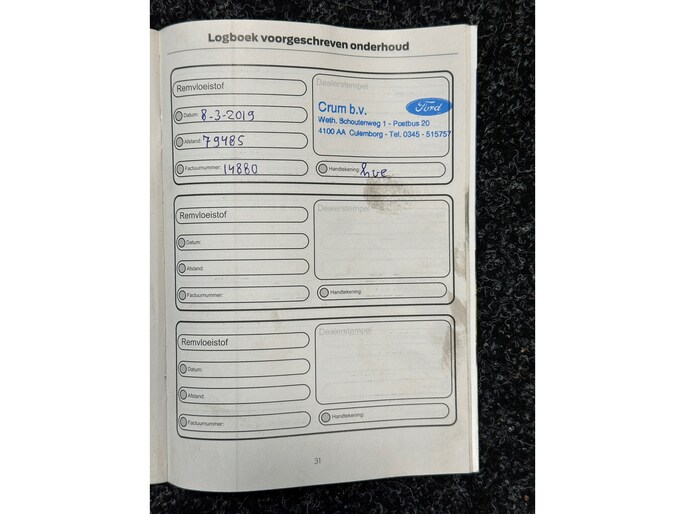 Logboek voorgeschreven onderhoud
Remvloeistof
Dealerstempel
Datum: 8-3-2019
Crum b.v.
Ford
Weth. Schoutenweg 1 - Postbus 20
4100 AA Culemborg - Tel. 0345 - 515757
Afstand: 79485
Factuurnummer: 14880
Handtekening:
Remvloeistof
Dealerstempel
Datum:
Afstand:
Factuurnummer:
Handtekening:
Remvloeistof
Dealerstempel
Datum:
Afstand:
Factuurnummer:
Handtekening:
31